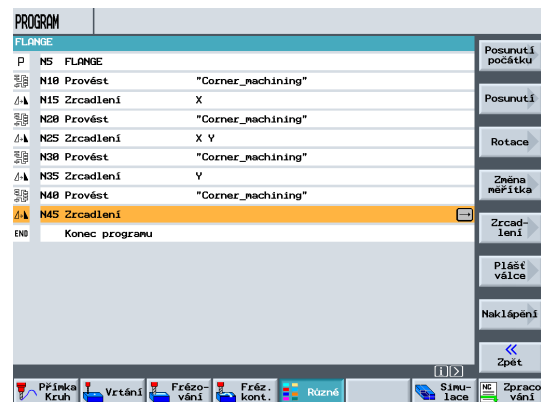 PROGRAM
FLANGE
P N5 FLANGE
N10 Provést "Corner_machining"
N15 Zrcadlení X
N20 Provést "Corner_machining"
N25 Zrcadlení X Y
N30 Provést "Corner_machining"
N35 Zrcadlení Y
N40 Provést "Corner_machining"
N45 Zrcadlení
END Konec programu
Posunutí
počátku
Posunutí
Rotace
Změna
měřítka
Zrcad-
lení
Plášť
válce
Naklápění
«
Zpět
Přímka
Kruh
Vrtání
Frézo-
vání
Fréz.
kont.
Různé
Simu-
lace
NC
Zpraco
vání